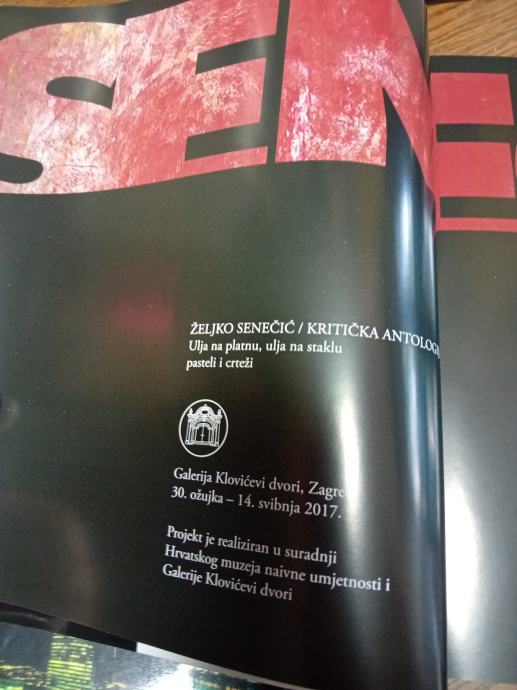 SEN
ŽELJKO SENEČIĆ / KRITIČKA ANTOLOG
Ulja na platnu, ulja na staklu
pasteli i crteži
Galerija Klovićevi dvori, Zagre
30. ožujka – 14. svibnja 2017.
Projekt je realiziran u suradnji
Hrvatskog muzeja naivne umjetnosti i
Galerije Klovićevi dvori